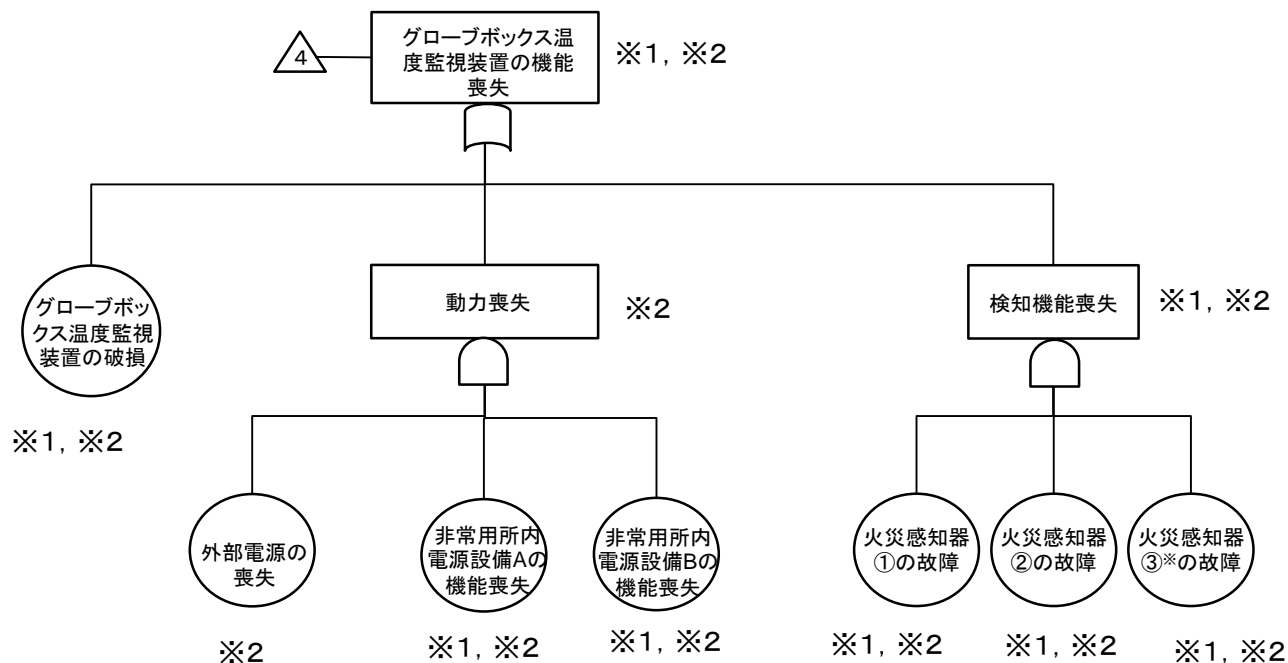 4
グローブボックス温
度監視装置の機能
喪失
※1, ※2
グローブボッ
クス温度監視
装置の破損
※1, ※2
動力喪失
※2
検知機能喪失
※1, ※2
外部電源の
喪失
※2
非常用所内
電源設備Aの
機能喪失
※1, ※2
非常用所内
電源設備Bの
機能喪失
※1, ※2
火災感知器
①の故障
※1, ※2
火災感知器
②の故障
※1, ※2
火災感知器
③※の故障
※1, ※2